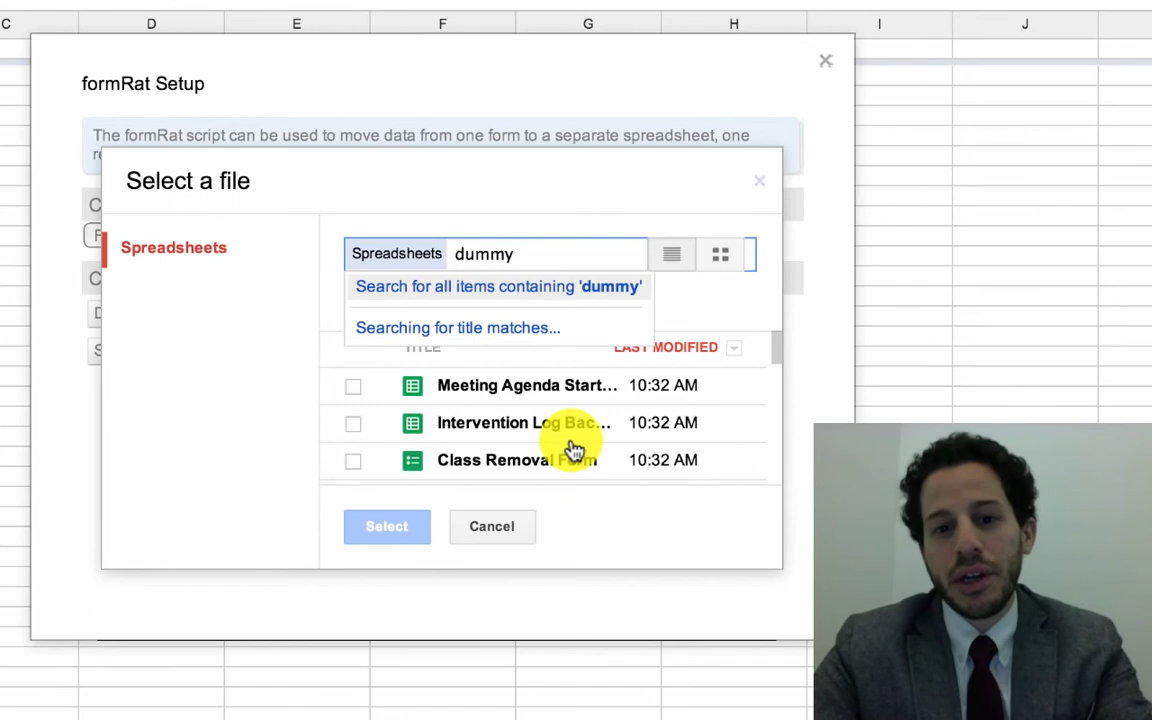 C D E F G H I J
formRat Setup
The formRat script can be used to move data from one form to a separate spreadsheet, one
Select a file
Spreadsheets
Spreadsheets dummy
Search for all items containing 'dummy'
Searching for title matches...
TITLE LAST MODIFIED
Meeting Agenda Start... 10:32 AM
Intervention Log Bac... 10:32 AM
Class Removal Form 10:32 AM
Select Cancel